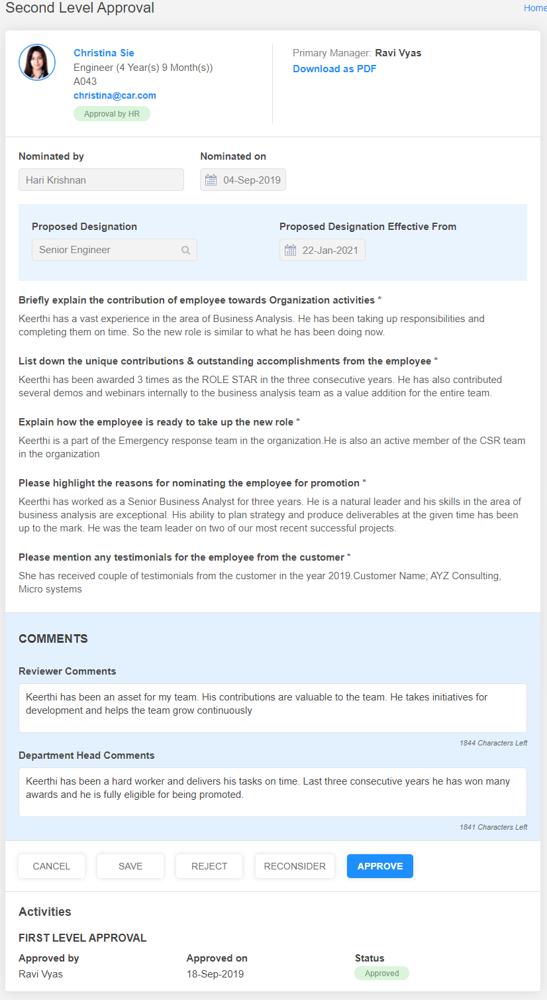 Second Level Approval
Home
Christina Sie
Engineer (4 Year(s) 9 Month(s))
A043
christina@car.com
Approval by HR
Primary Manager: Ravi Vyas
Download as PDF
Nominated by
Nominated on
Hari Krishnan
04-Sep-2019
Proposed Designation
Proposed Designation Effective From
Senior Engineer
22-Jan-2021
Briefly explain the contribution of employee towards Organization activities *
Keerthi has a vast experience in the area of Business Analysis. He has been taking up responsibilities and
completing them on time. So the new role is similar to what he has been doing now.
List down the unique contributions & outstanding accomplishments from the employee *
Keerthi has been awarded 3 times as the ROLE STAR in the three consecutive years. He has also contributed
several demos and webinars internally to the business analysis team as a value addition for the entire team.
Explain how the employee is ready to take up the new role *
Keerthi is a part of the Emergency response team in the organization.He is also an active member of the CSR team
in the organization
Please highlight the reasons for nominating the employee for promotion *
Keerthi has worked as a Senior Business Analyst for three years. He is a natural leader and his skills in the area of
business analysis are exceptional. His ability to plan strategy and produce deliverables at the given time has been
up to the mark. He was the team leader on two of our most recent successful projects.
Please mention any testimonials for the employee from the customer *
She has received couple of testimonials from the customer in the year 2019.Customer Name; AYZ Consulting,
Micro systems
COMMENTS
Reviewer Comments
Keerthi has been an asset for my team. His contributions are valuable to the team. He takes initiatives for
development and helps the team grow continuously
1844 Characters Left
Department Head Comments
Keerthi has been a hard worker and delivers his tasks on time. Last three consecutive years he has won many
awards and he is fully eligible for being promoted.
1841 Characters Left
CANCEL SAVE REJECT RECONSIDER APPROVE
Activities
FIRST LEVEL APPROVAL
Approved by Approved on Status
Ravi Vyas 18-Sep-2019 Approved